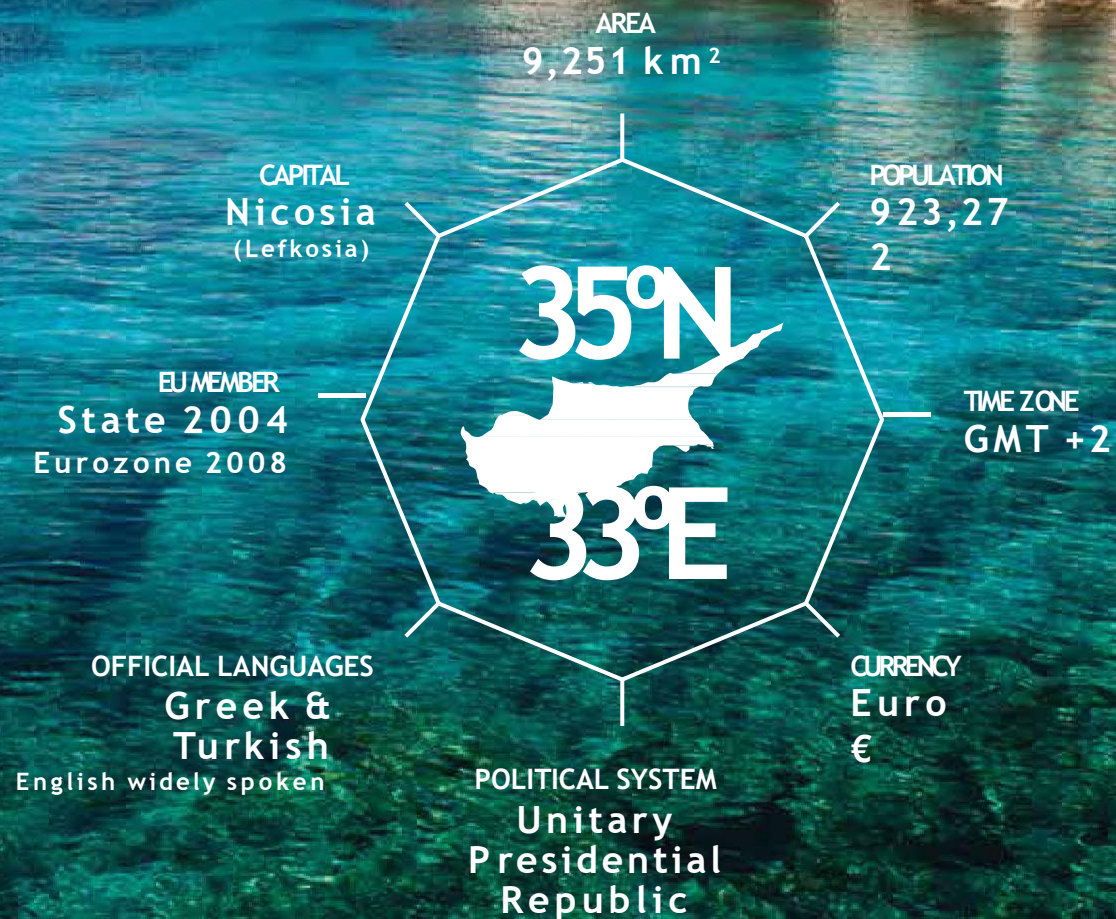 AREA
9,251 km²
CAPITAL
Nicosia
(Lefkosia)
POPULATION
923,27
2
35ºN
33ºE
EU MEMBER
State 2004
Eurozone 2008
TIME ZONE
GMT +2
OFFICIAL LANGUAGES
Greek &
Turkish
English widely spoken
CURRENCY
Euro
€
POLITICAL SYSTEM
Unitary
Presidential
Republic